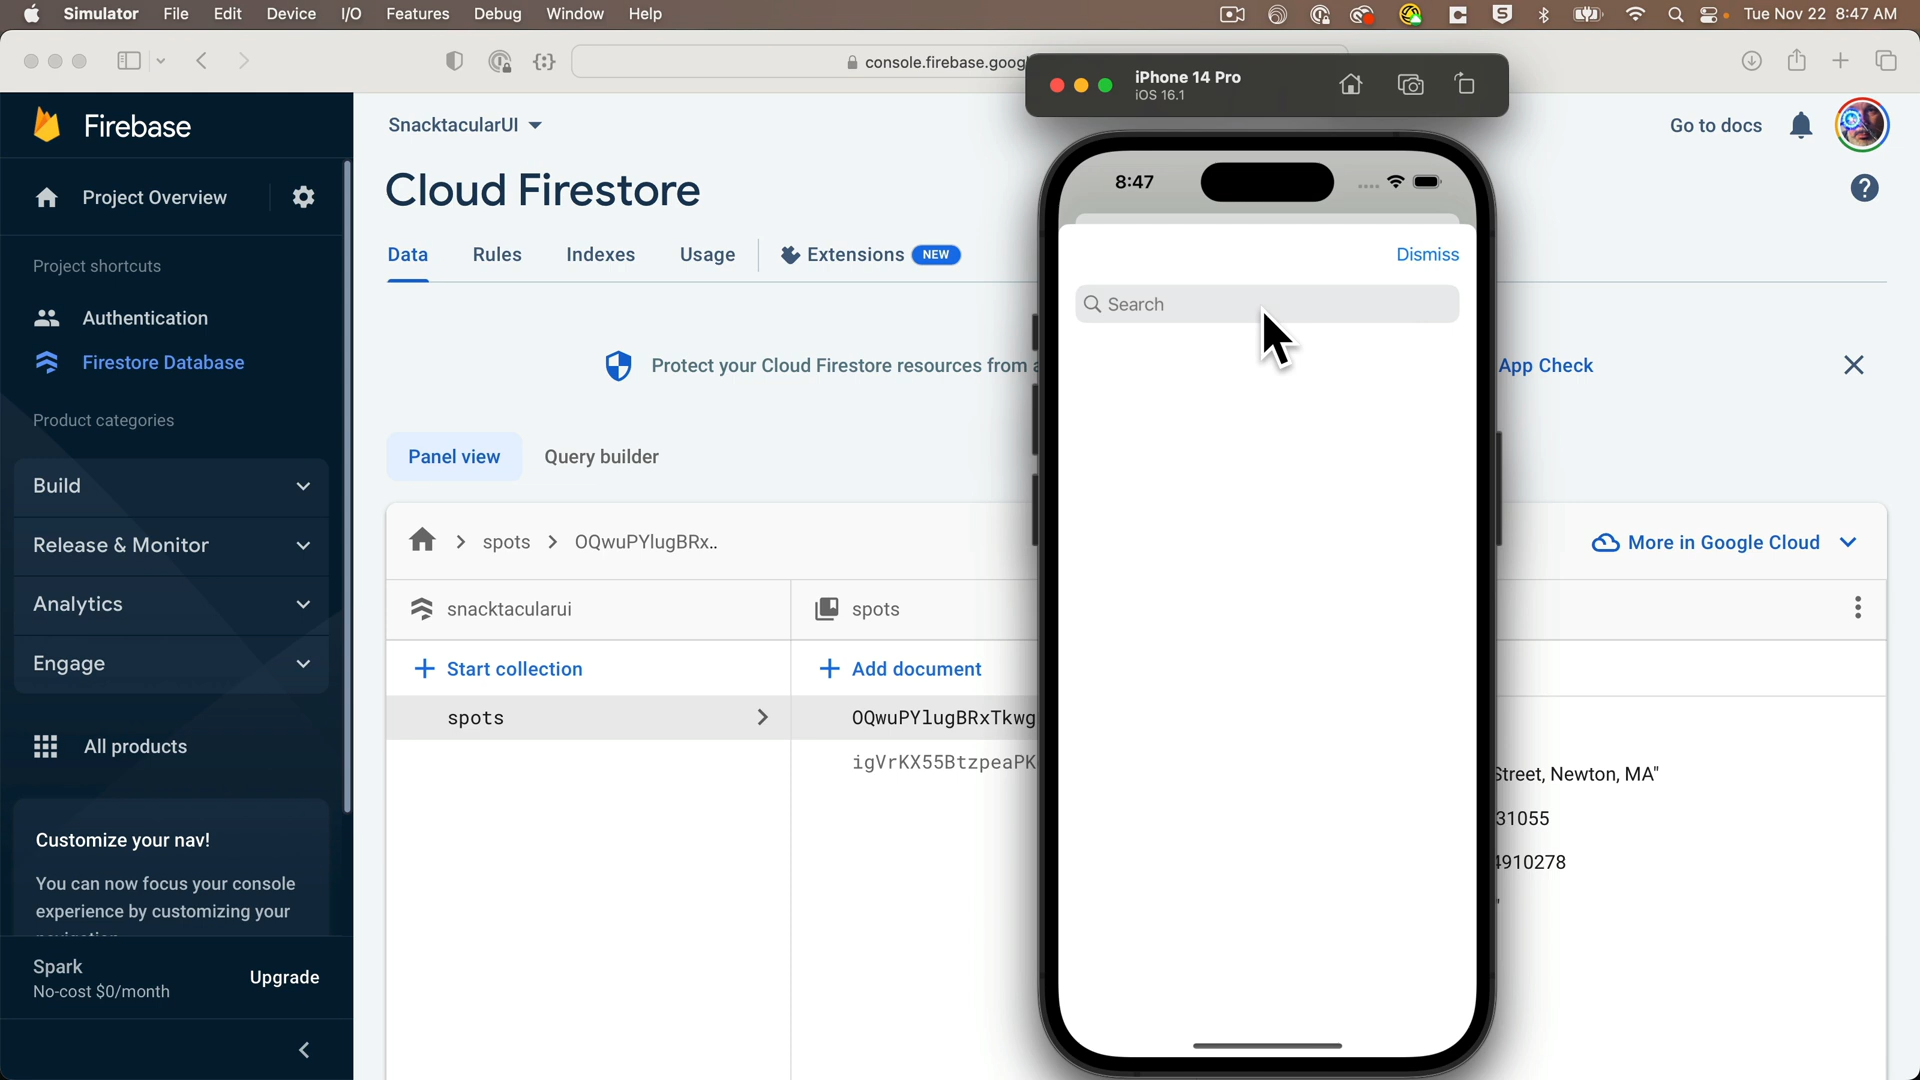 Simulator File Edit Device I/O Features Debug Window Help
Tue Nov 22 8:47 AM
console.firebase.goog
iPhone 14 Pro
iOS 16.1
Firebase
SnacktacularUI
Go to docs
Project Overview
Cloud Firestore
8:47
Data Rules Indexes Usage Extensions NEW
Dismiss
Project shortcuts
Search
Authentication
Firestore Database
Protect your Cloud Firestore resources from
App Check
Product categories
Panel view Query builder
Build
Release & Monitor
spots OQwuPYlugBRx..
More in Google Cloud
Analytics
snacktacularui
spots
Engage
Start collection
Add document
spots
OQwuPYlugBRxTkwg
igVrKX55BtzpeaPK
All products
Street, Newton, MA"
31055
4910278
"
Customize your nav!
You can now focus your console
experience by customizing your
Spark
No-cost $0/month
Upgrade